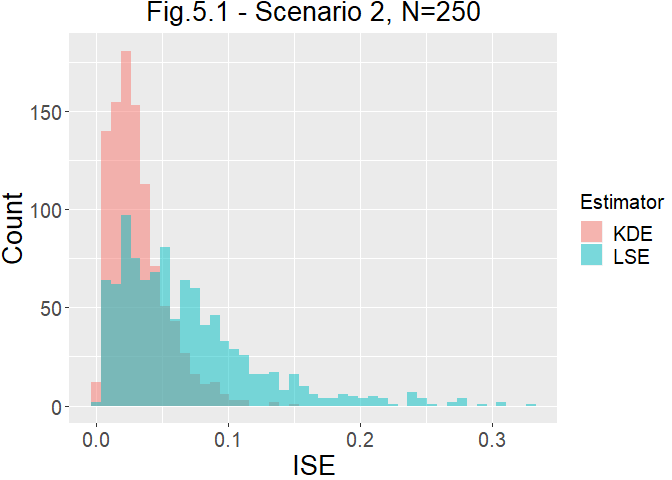 Fig.5.1 - Scenario 2, N=250
150
100
50
0
Count
0.0 0.1 0.2 0.3
ISE
Estimator
KDE
LSE